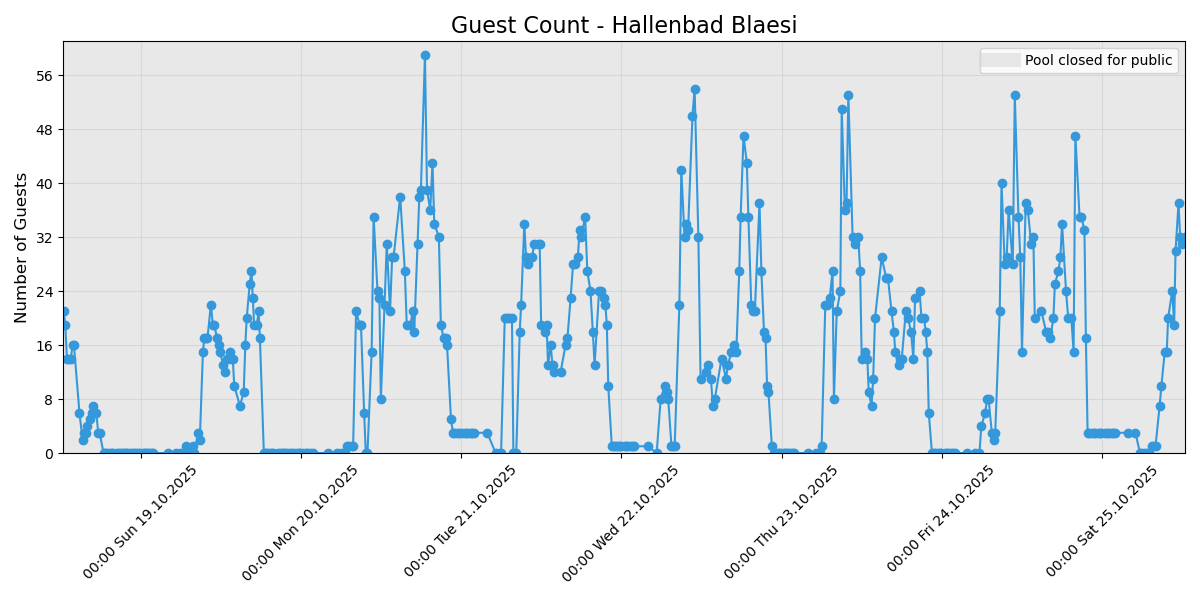 Guest Count - Hallenbad Blaesi
Pool closed for public
Number of Guests
56
48
40
32
24
16
8
0
00:00 Sun 19.10.2025
00:00 Mon 20.10.2025
00:00 Tue 21.10.2025
00:00 Wed 22.10.2025
00:00 Thu 23.10.2025
00:00 Fri 24.10.2025
00:00 Sat 25.10.2025